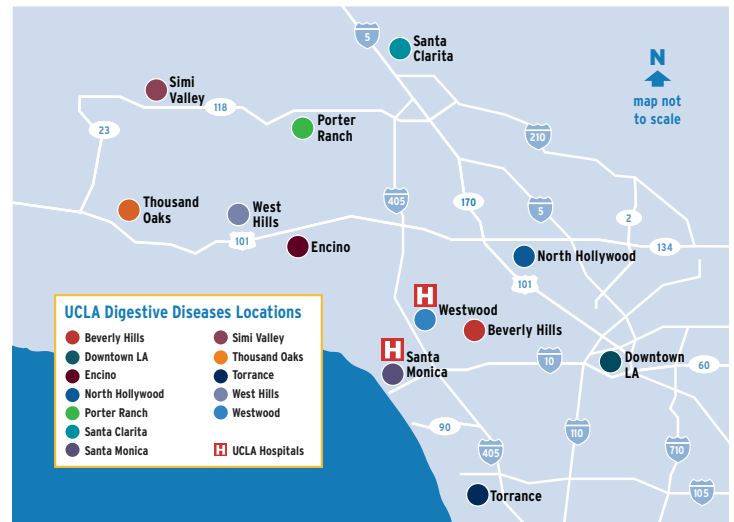 5
Santa
Clarita
N
map not
to scale
Simi
Valley
118
23
Porter
Ranch
210
405
170
5
2
Thousand
Oaks
West
Hills
101
Encino
134
North Hollywood
101
H
Westwood
Beverly Hills
H
Santa
Monica
10
Downtown
LA
60
90
405
110
710
105
Torrance
UCLA Digestive Diseases Locations
Beverly Hills
Downtown LA
Encino
North Hollywood
Porter Ranch
Santa Clarita
Santa Monica
Simi Valley
Thousand Oaks
Torrance
West Hills
Westwood
H UCLA Hospitals